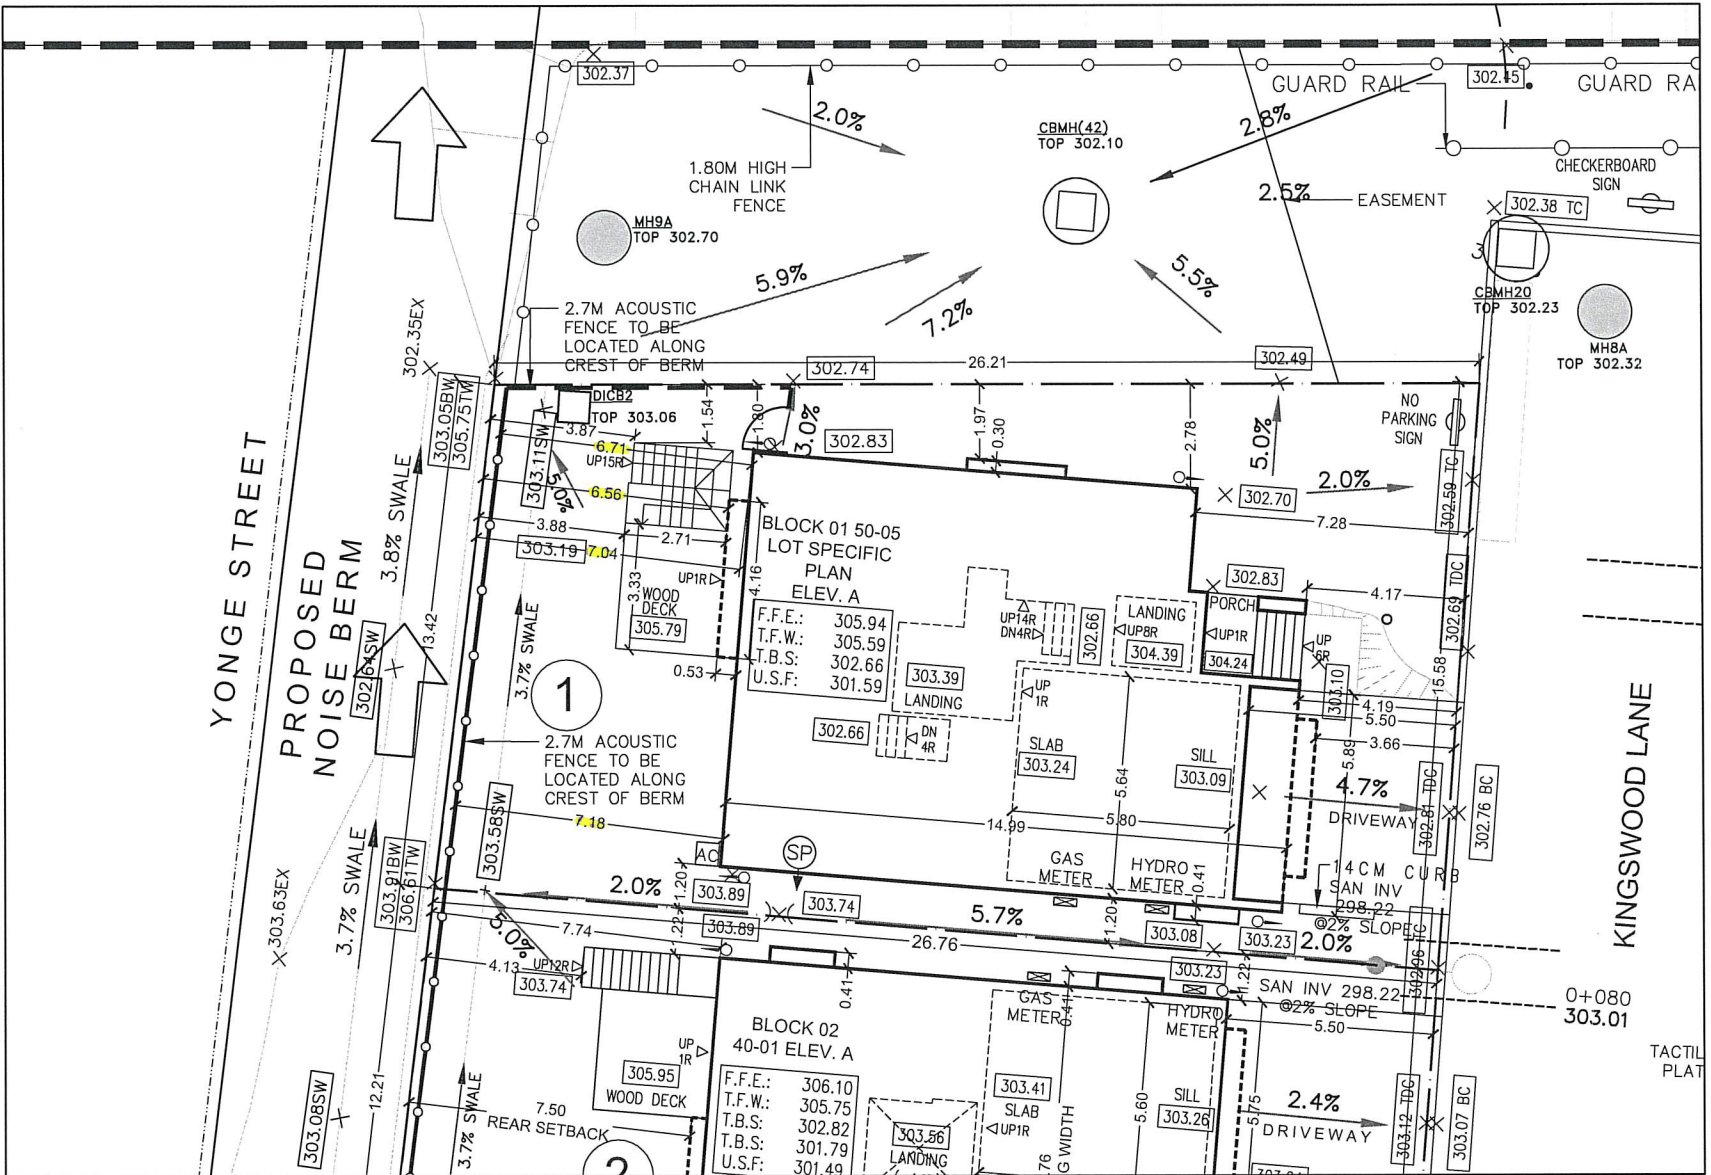 302.37
302.45
GUARD RAIL
GUARD RA
2.0%
CBMH(42)
TOP 302.10
2.8%
1.80M HIGH
CHAIN LINK
FENCE
CHECKERBOARD
SIGN
2.5%
EASEMENT
302.38 TC
MH9A
TOP 302.70
3
5.9%
7.2%
5.5%
CBMH20
TOP 302.23
MH8A
TOP 302.32
2.7M ACOUSTIC
FENCE TO BE
LOCATED ALONG
CREST OF BERM
302.35EX
302.74
26.21
302.49
303.05BW
305.75TW
DICB2
TOP 303.06
1.54
1.80
3.0%
302.83
1.97
0.30
2.78
5.0%
NO
PARKING
SIGN
3.87
6.71
UP15R
303.11SW
5.0%
6.56
302.70
2.0%
302.59 TC
7.28
3.88
2.71
303.19
7.04
YONGE STREET
PROPOSED
NOISE BERM
3.8% SWALE
13.42
BLOCK 01 50-05
LOT SPECIFIC
PLAN
ELEV. A
4.16
UP1R
3.33
WOOD
DECK
305.79
0.53
F.F.E.: 305.94
T.F.W.: 305.59
T.B.S: 302.66
U.S.F: 301.59
302.83
4.17
302.69 TDC
PORCH
LANDING
UP14R
DN4R
302.66
UP8R
304.39
UP1R
304.24
UP
6R
303.10
15.58
302.64SW
3.7% SWALE
1
303.39
LANDING
UP
1R
4.19
5.50
3.66
302.66
DN
4R
SLAB
303.24
SILL
303.09
5.64
5.89
4.7%
DRIVEWAY
302.81 TDC
302.76 BC
KINGSWOOD LANE
2.7M ACOUSTIC
FENCE TO BE
LOCATED ALONG
CREST OF BERM
7.18
14.99
5.80
303.58SW
AC
SP
GAS
METER
HYDRO
METER
0.41
14CM CURB
SAN INV
298.22
@2% SLOPE
303.63EX
3.7% SWALE
303.91BW
306.61TW
2.0%
1.20
303.89
303.74
5.7%
1.20
303.08
303.23
2.0%
302.96 TC
5.0%
7.74
1.22
303.89
26.76
303.23
1.22
4.13
UP12R
303.74
0.41
GAS
METER
0.41
HYDRO
METER
SAN INV 298.22
@2% SLOPE
5.50
0+080
303.01
BLOCK 02
40-01 ELEV. A
UP
1R
305.95
WOOD DECK
F.F.E.: 306.10
T.F.W.: 305.75
T.B.S: 302.82
T.B.S: 301.79
U.S.F: 301.49
303.41
SLAB
UP1R
5.60
SILL
303.26
5.75
2.4%
DRIVEWAY
303.12 TDC
303.07 BC
TACTIL
PLAT
303.08SW
12.21
3.7% SWALE
7.50
REAR SETBACK
2
303.56
LANDING
.76
G WIDTH